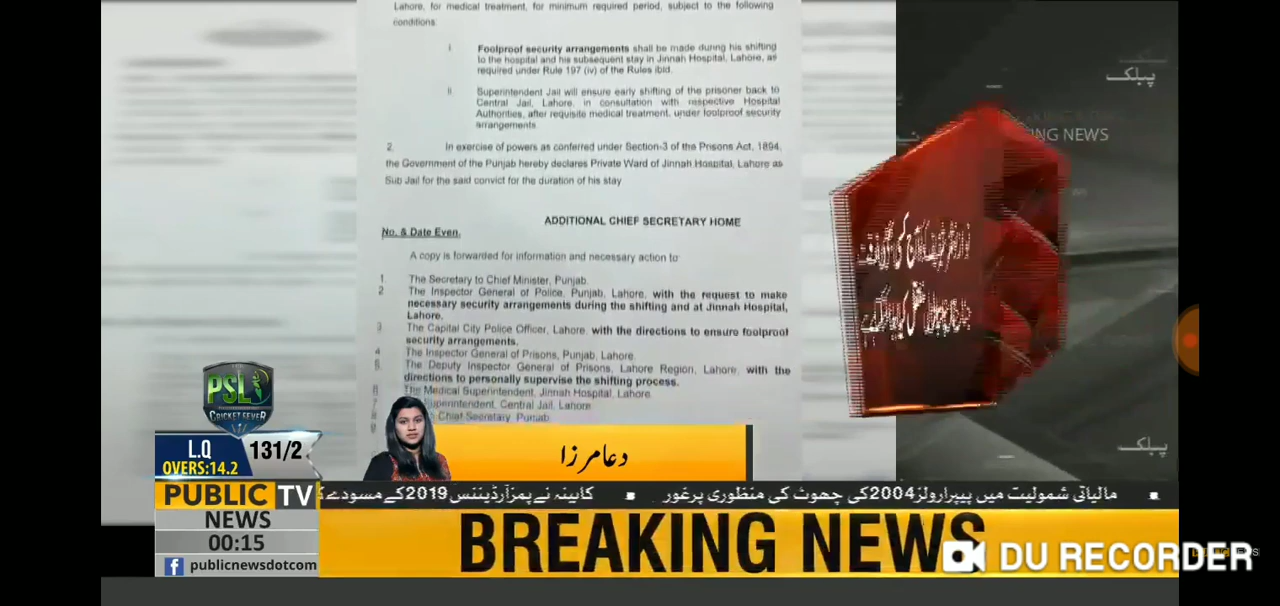 Lahore, for medical treatment, for minimum required period, subject to the following
conditions
i Foolproof security arrangements shall be made during his shifting
to the hospital and his subsequent stay in Jinnah Hospital, Lahore, as
required under Rule 197 (iv) of the Rules ibid.
ii Superintendent Jail will ensure early shifting of the prisoner back to
Central Jail, Lahore, in consultation with respective Hospital
Authorities, after requisite medical treatment, under foolproof security
arrangements.
2. In exercise of powers as conferred under Section-3 of the Prisons Act, 1894,
the Government of the Punjab hereby declares Private Ward of Jinnah Hospital, Lahore as
Sub Jail for the said convict for the duration of his stay
ADDITIONAL CHIEF SECRETARY HOME
No. & Date Even.
A copy is forwarded for information and necessary action to
1 The Secretary to Chief Minister, Punjab.
2 The Inspector General of Police, Punjab, Lahore, with the request to make
necessary security arrangements during the shifting and at Jinnah Hospital,
Lahore.
3 The Capital City Police Officer, Lahore, with the directions to ensure foolproof
security arrangements.
4 The Inspector General of Prisons, Punjab, Lahore.
5 The Deputy Inspector General of Prisons, Lahore Region, Lahore, with the
directions to personally supervise the shifting process.
6 The Medical Superintendent, Jinnah Hospital, Lahore
7 Superintendent, Central Jail, Lahore
8 Chief Secretary, Punjab
پبلک
ING NEWS
پبلک
PSL
CRICKET FEVER
L.Q 131/2
OVERS:14.2
دعا مرزا
PUBLIC TV
مالیاتی شمولیت میں پیپرارولز2004کی چھوٹ کی منظوری پرغور ■ کابینہ نے پمزآرڈیننس2019کے مسودے
NEWS
00:15
publicnewsdotcom
BREAKING NEWS
DU RECORDER